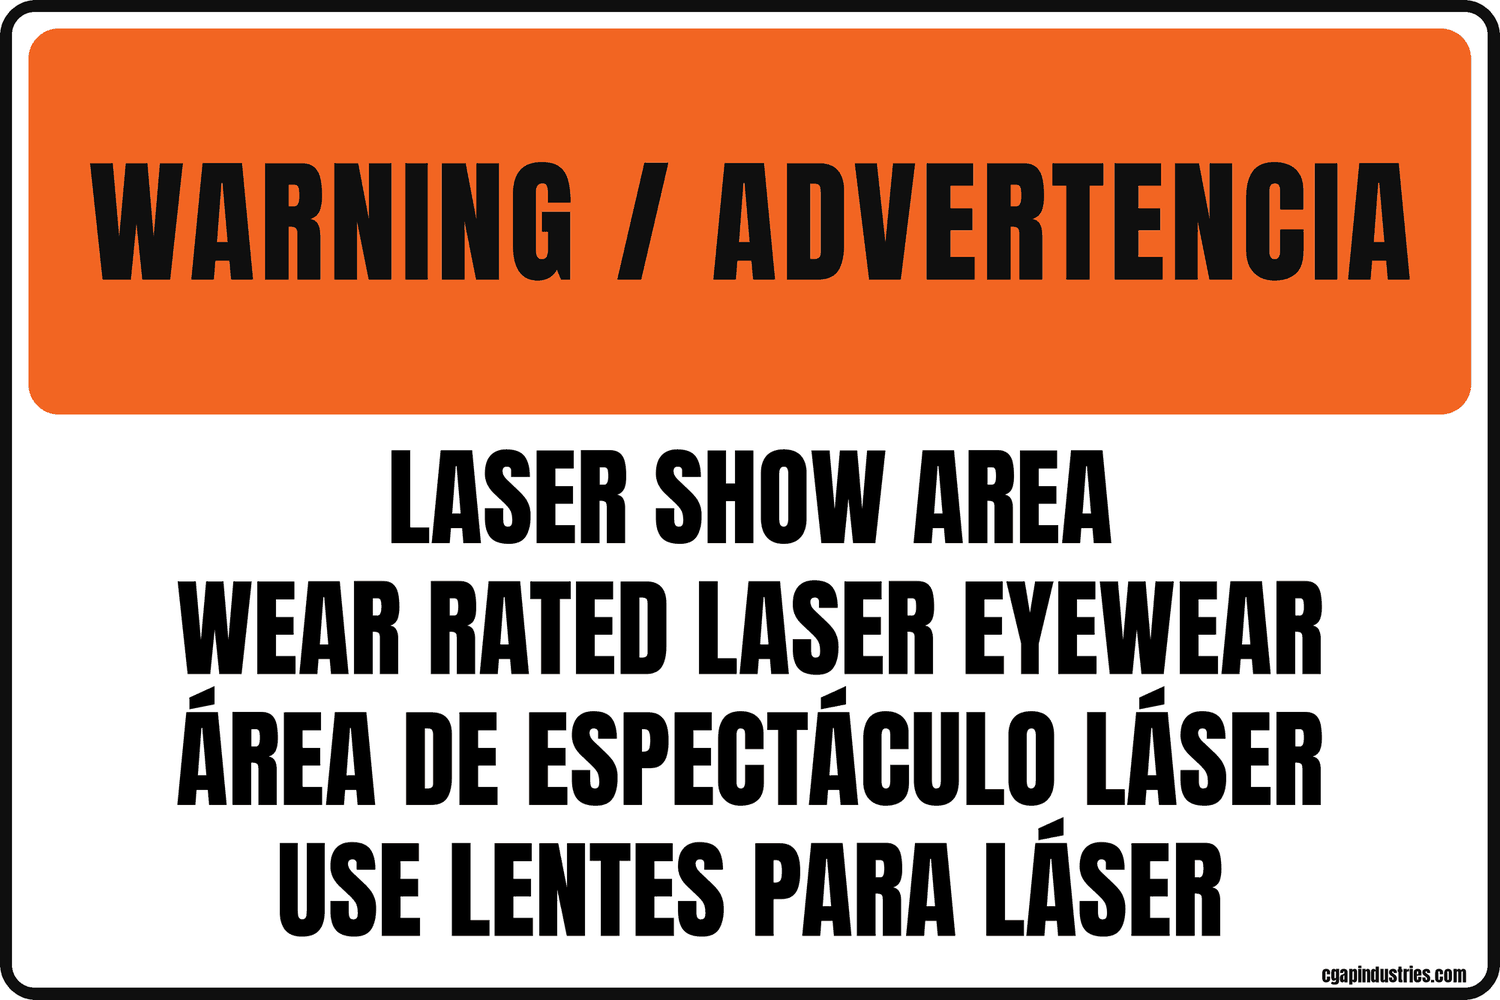 WARNING / ADVERTENCIA
LASER SHOW AREA
WEAR RATED LASER EYEWEAR
ÁREA DE ESPECTÁCULO LÁSER
USE LENTES PARA LÁSER
cgapindustries.com